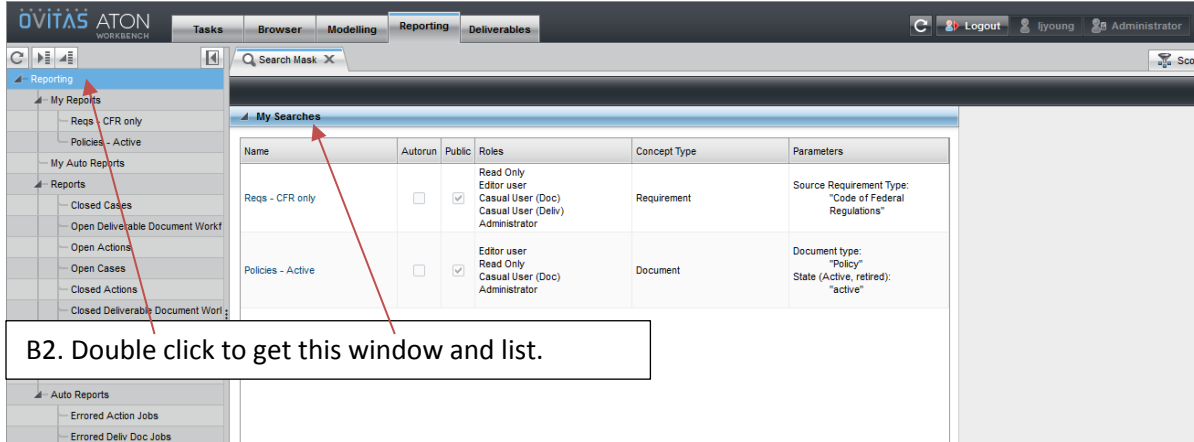 ÖVITAS ATON
WORKBENCH
Tasks Browser Modelling Reporting Deliverables
Logout ljyoung Administrator
Search Mask
Sco
Reporting
My Reports
Reqs - CFR only
Policies - Active
My Auto Reports
Reports
Closed Cases
Open Deliverable Document Workf
Open Actions
Open Cases
Closed Actions
Closed Deliverable Document Worl
Auto Reports
Errored Action Jobs
Errored Deliv Doc Jobs
My Searches
Name Autorun Public Roles Concept Type Parameters
Reqs - CFR only
Read Only
Editor user
Casual User (Doc)
Casual User (Deliv)
Administrator
Requirement
Source Requirement Type:
"Code of Federal
Regulations"
Policies - Active
Editor user
Read Only
Casual User (Doc)
Administrator
Document
Document type:
"Policy"
State (Active, retired):
"active"
B2. Double click to get this window and list.